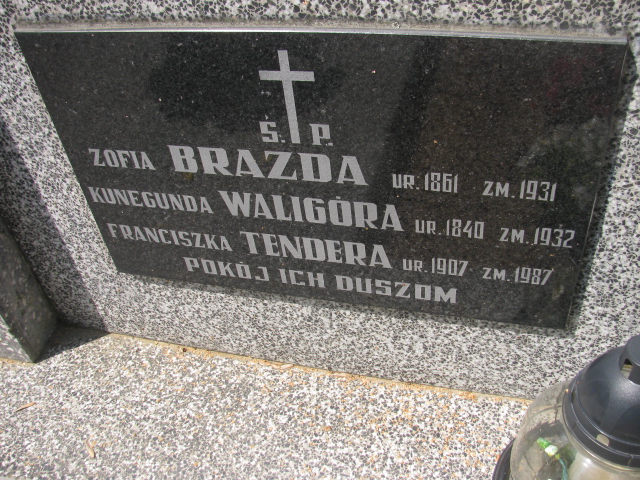 Ś. P.
ZOFIA BRAZDA UR. 1861 ZM. 1931
KUNEGUNDA WALIGÓRA UR. 1840 ZM. 1932
FRANCISZKA TENDERA UR. 1907 ZM. 1987
POKÓJ ICH DUSZOM